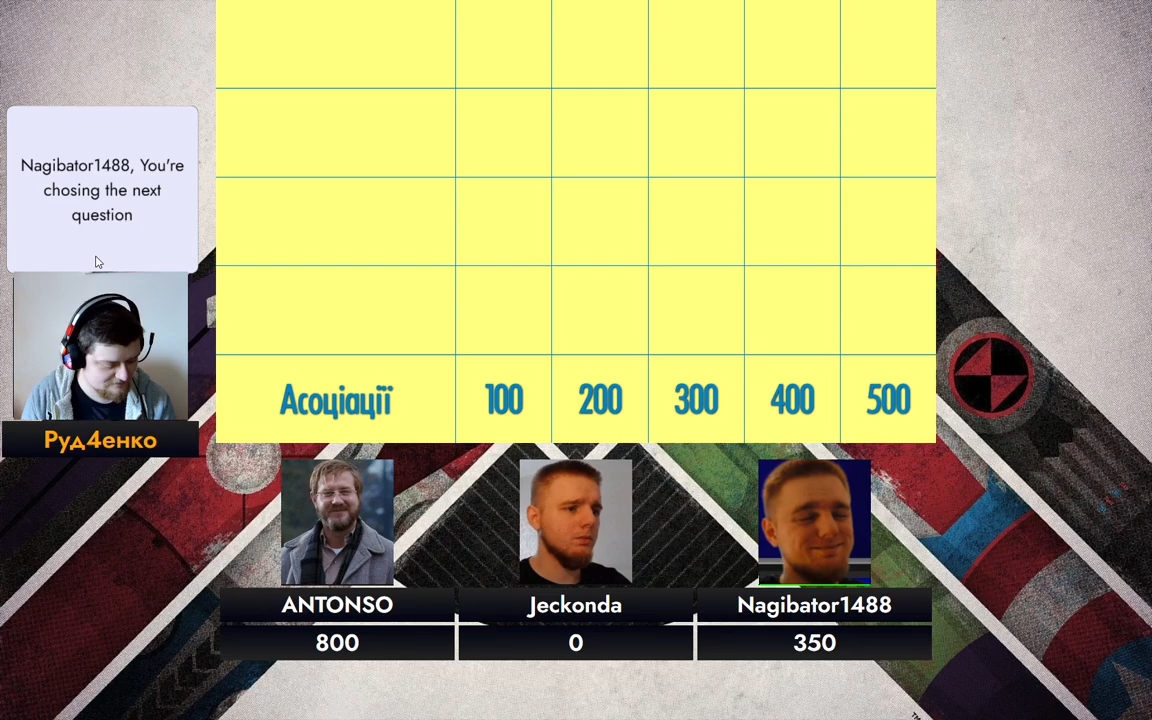 Nagibator1488, You're
chosing the next
question
Руд4енко
Асоціації 100 200 300 400 500
ANTONSO Jeckonda Nagibator1488
800 0 350
TM